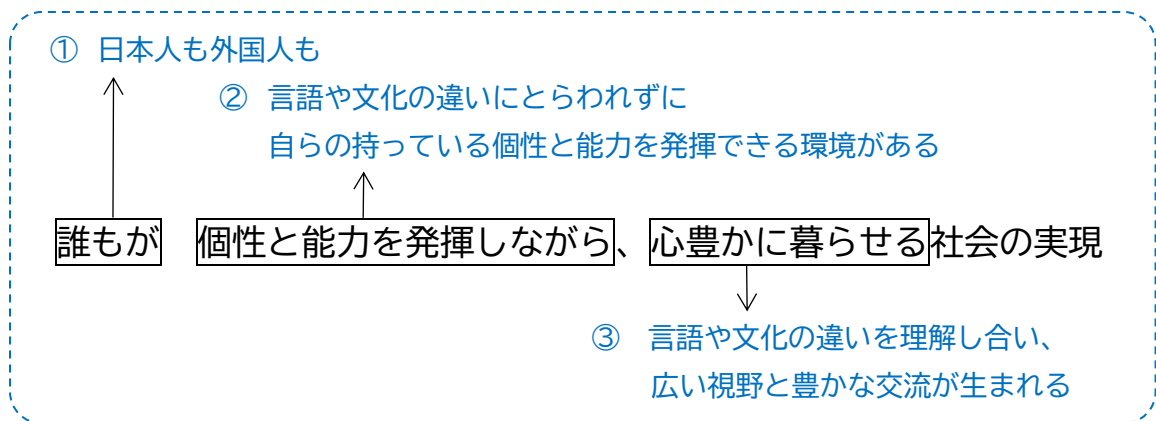 ① 日本人も外国人も
② 言語や文化の違いにとらわれずに
自らの持っている個性と能力を発揮できる環境がある
誰もが 個性と能力を発揮しながら、心豊かに暮らせる社会の実現
③ 言語や文化の違いを理解し合い、
広い視野と豊かな交流が生まれる